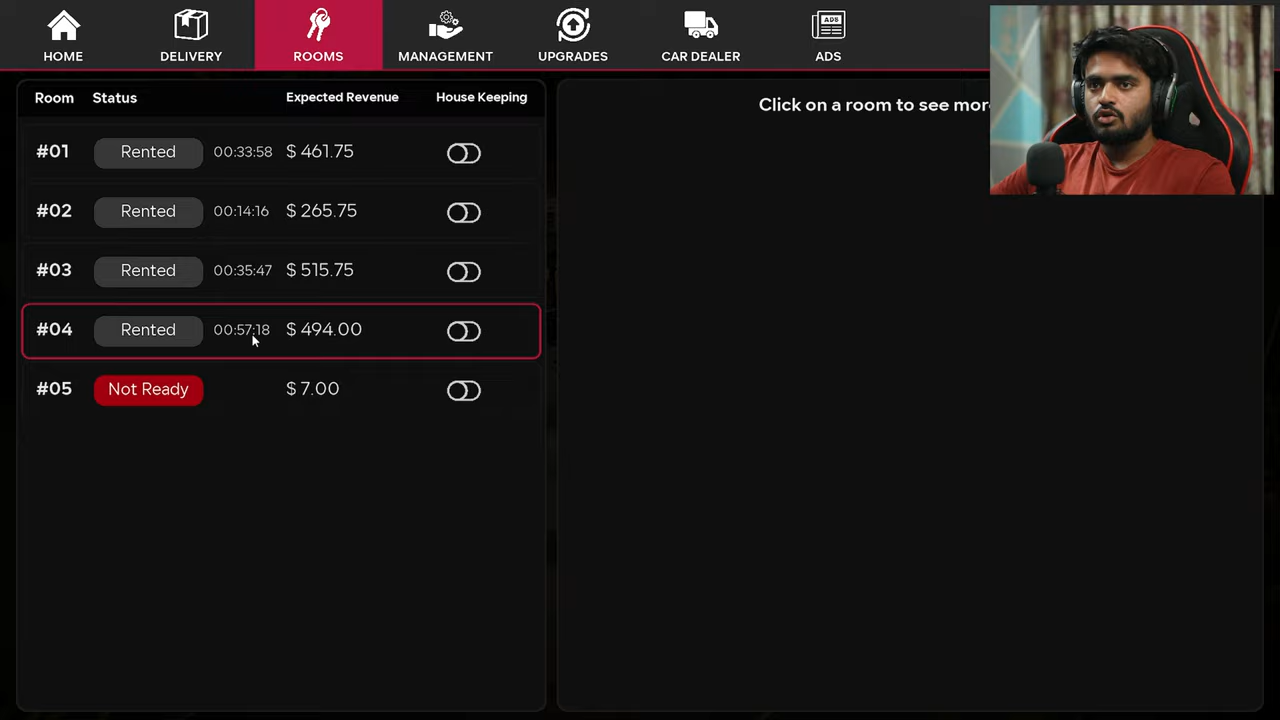 HOME DELIVERY ROOMS MANAGEMENT UPGRADES CAR DEALER ADS ADS
Room Status Expected Revenue House Keeping
Click on a room to see mor
#01 Rented 00:33:58 $ 461.75
#02 Rented 00:14:16 $ 265.75
#03 Rented 00:35:47 $ 515.75
#04 Rented 00:57:18 $ 494.00
#05 Not Ready $ 7.00